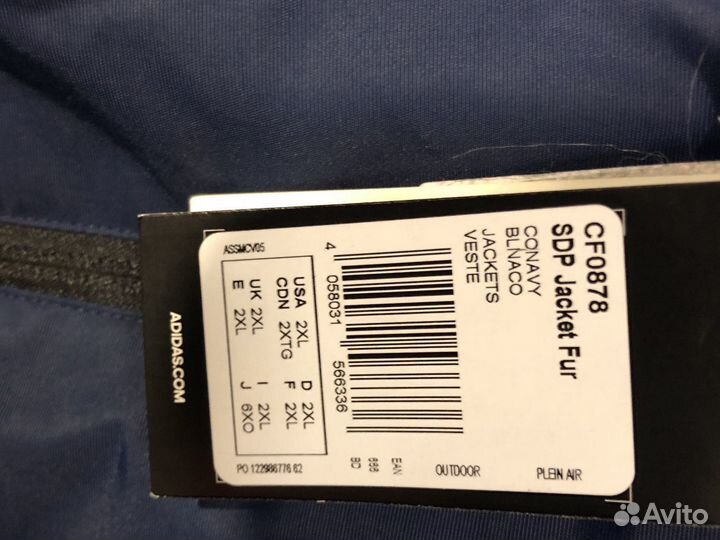 CF0878
SDP Jacket Fur
CONAVY
BLNACO
JACKETS
VESTE
4 058031 566336
EAN
OUTDOOR
PLEIN AIR
USA 2XL D 2XL
CDN 2XTG F 2XL
UK 2XL I 2XL
E 2XL J 6XO
ASSMCV05
PO 122986776 62
ADIDAS.COM
Avito